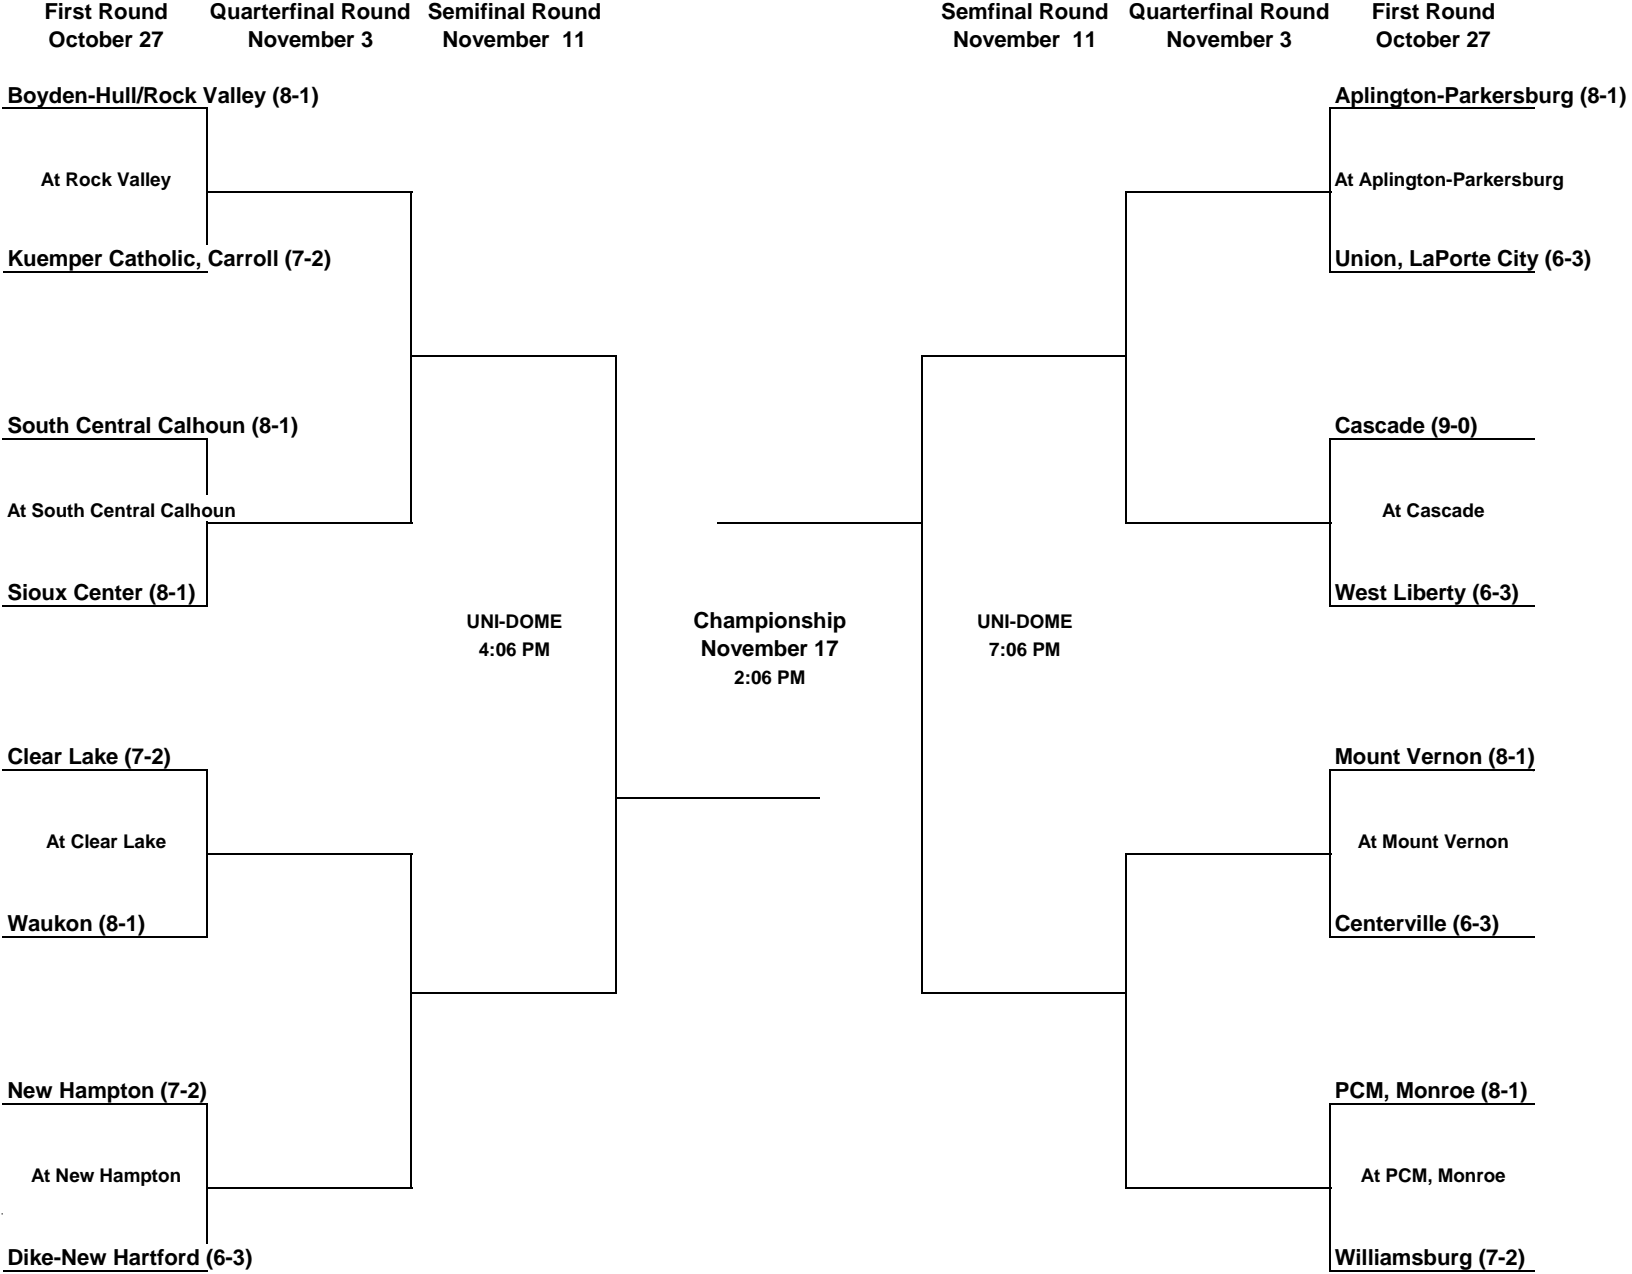 First Round Quarterfinal Round Semifinal Round Semfinal Round Quarterfinal Round First Round
October 27 November 3 November 11 November 11 November 3 October 27
Boyden-Hull/Rock Valley (8-1) Aplington-Parkersburg (8-1)
At Rock Valley At Aplington-Parkersburg
Kuemper Catholic, Carroll (7-2) Union, LaPorte City (6-3)
South Central Calhoun (8-1) Cascade (9-0)
At South Central Calhoun At Cascade
Sioux Center (8-1) West Liberty (6-3)
UNI-DOME Championship UNI-DOME
4:06 PM November 17 7:06 PM
2:06 PM
Clear Lake (7-2) Mount Vernon (8-1)
At Clear Lake At Mount Vernon
Waukon (8-1) Centerville (6-3)
New Hampton (7-2) PCM, Monroe (8-1)
At New Hampton At PCM, Monroe
Dike-New Hartford (6-3) Williamsburg (7-2)